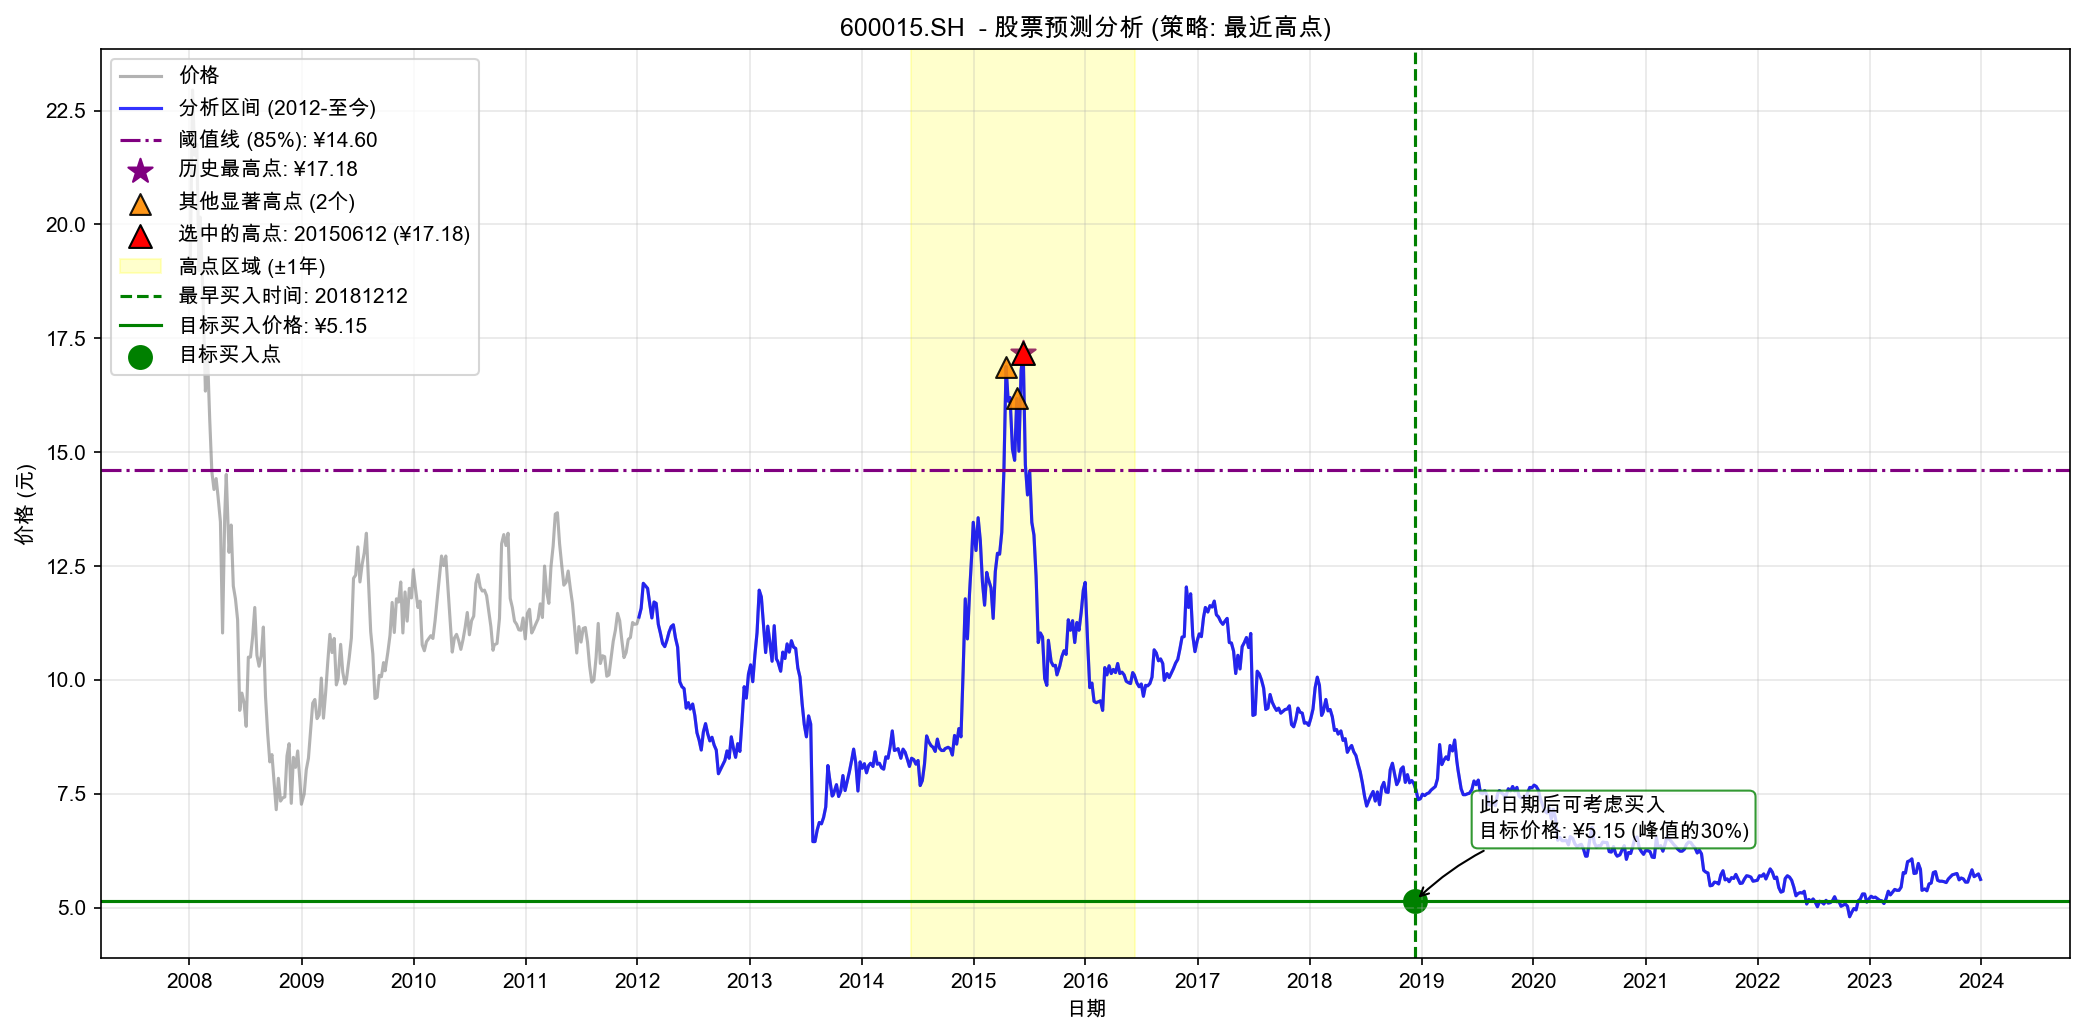 600015.SH - 股票预测分析 (策略: 最近高点)
价格
分析区间 (2012-至今)
阈值线 (85%): ¥14.60
历史最高点: ¥17.18
其他显著高点 (2个)
选中的高点: 20150612 (¥17.18)
高点区域 (±1年)
最早买入时间: 20181212
目标买入价格: ¥5.15
目标买入点
22.5
20.0
17.5
15.0
12.5
10.0
7.5
5.0
价格 (元)
此日期后可考虑买入
目标价格: ¥5.15 (峰值的30%)
2008
2009
2010
2011
2012
2013
2014
2015
2016
2017
2018
2019
2020
2021
2022
2023
2024
日期